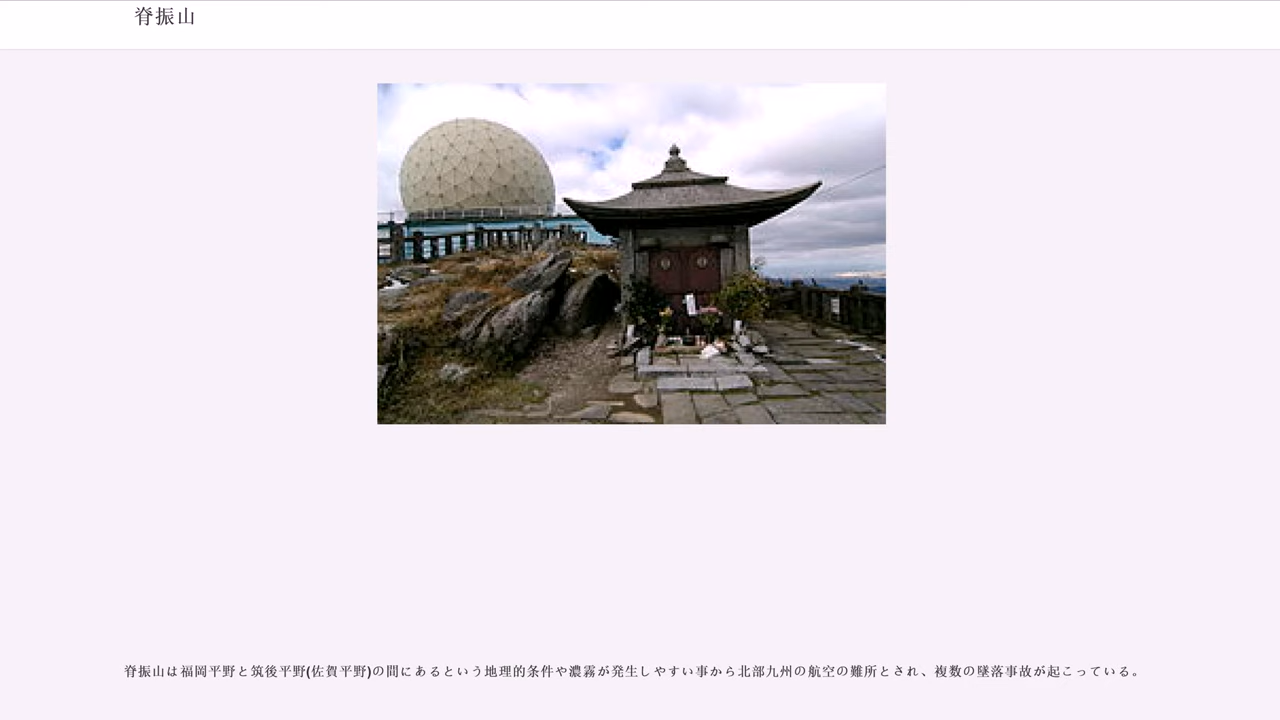 脊振山
脊振山は福岡平野と筑後平野(佐賀平野)の間にあるという地理的条件や濃霧が発生しやすい事から北部九州の航空の難所とされ、複数の墜落事故が起こっている。